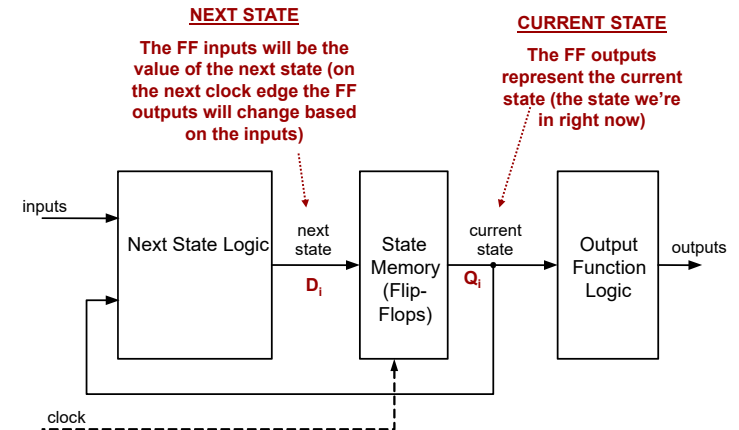 NEXT STATE
The FF inputs will be the
value of the next state (on
the next clock edge the FF
outputs will change based
on the inputs)
CURRENT STATE
The FF outputs
represent the current
state (the state we’re
in right now)
inputs
Next State Logic
next
state
Di
State
Memory
(Flip-
Flops)
current
state
Qi
Output
Function
Logic
outputs
clock